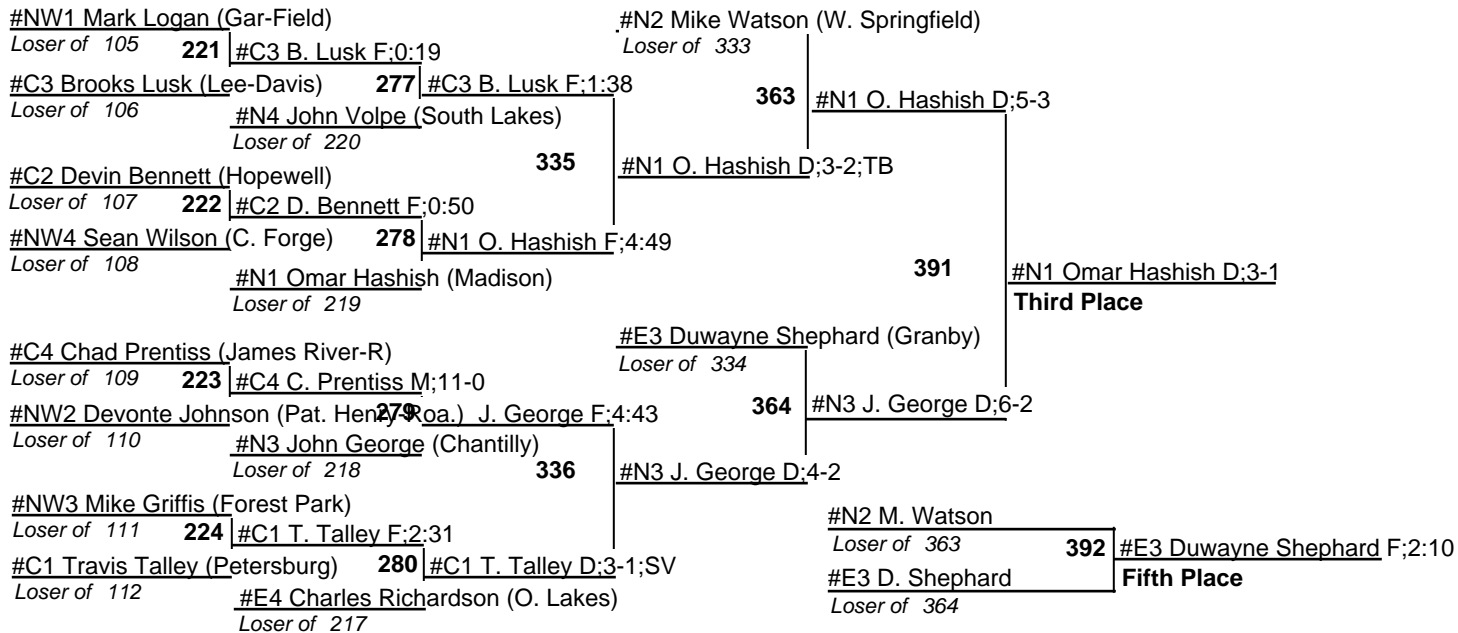 #NW1 Mark Logan (Gar-Field)
Loser of 105
221
#C3 B. Lusk F;0:19
#C3 Brooks Lusk (Lee-Davis)
Loser of 106
277
#C3 B. Lusk F;1:38
#N4 John Volpe (South Lakes)
Loser of 220
335
#C2 Devin Bennett (Hopewell)
Loser of 107
222
#C2 D. Bennett F;0:50
#NW4 Sean Wilson (C. Forge)
Loser of 108
278
#N1 O. Hashish F;4:49
#N1 Omar Hashish (Madison)
Loser of 219
#C4 Chad Prentiss (James River-R)
Loser of 109
223
#C4 C. Prentiss M;11-0
#NW2 Devonte Johnson (Pat. Henry-Roa.)
Loser of 110
279
J. George F;4:43
#N3 John George (Chantilly)
Loser of 218
336
#NW3 Mike Griffis (Forest Park)
Loser of 111
224
#C1 T. Talley F;2:31
#C1 Travis Talley (Petersburg)
Loser of 112
280
#C1 T. Talley D;3-1;SV
#E4 Charles Richardson (O. Lakes)
Loser of 217
#N2 Mike Watson (W. Springfield)
Loser of 333
363
#N1 O. Hashish D;5-3
#N1 O. Hashish D;3-2;TB
391
#N1 Omar Hashish D;3-1
Third Place
#E3 Duwayne Shephard (Granby)
Loser of 334
364
#N3 J. George D;6-2
#N3 J. George D;4-2
#N2 M. Watson
Loser of 363
392
#E3 Duwayne Shephard F;2:10
#E3 D. Shephard
Fifth Place
Loser of 364